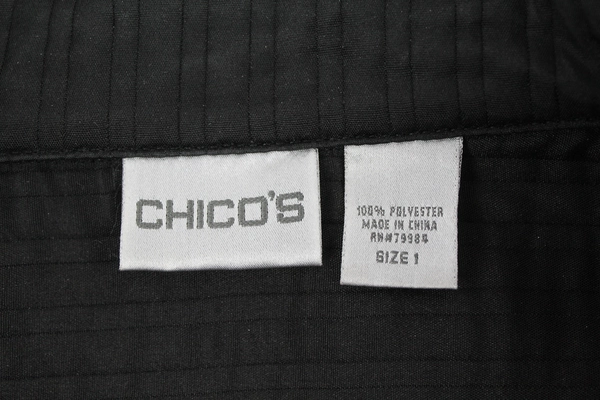 CHICO'S
100% POLYESTER
MADE IN CHINA
RN#79984
SIZE 1